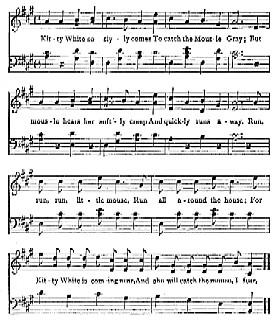 Kit-ty White so sly-ly comes To catch the Mous-ie Gray; But
mous-ie hears her soft-ly creep And quick-ly runs a-way. Run,
run, run, lit-tle mouse, Run all a-round the house; For
Kit-ty White is com-ing near, And she will catch the mouse, I fear.